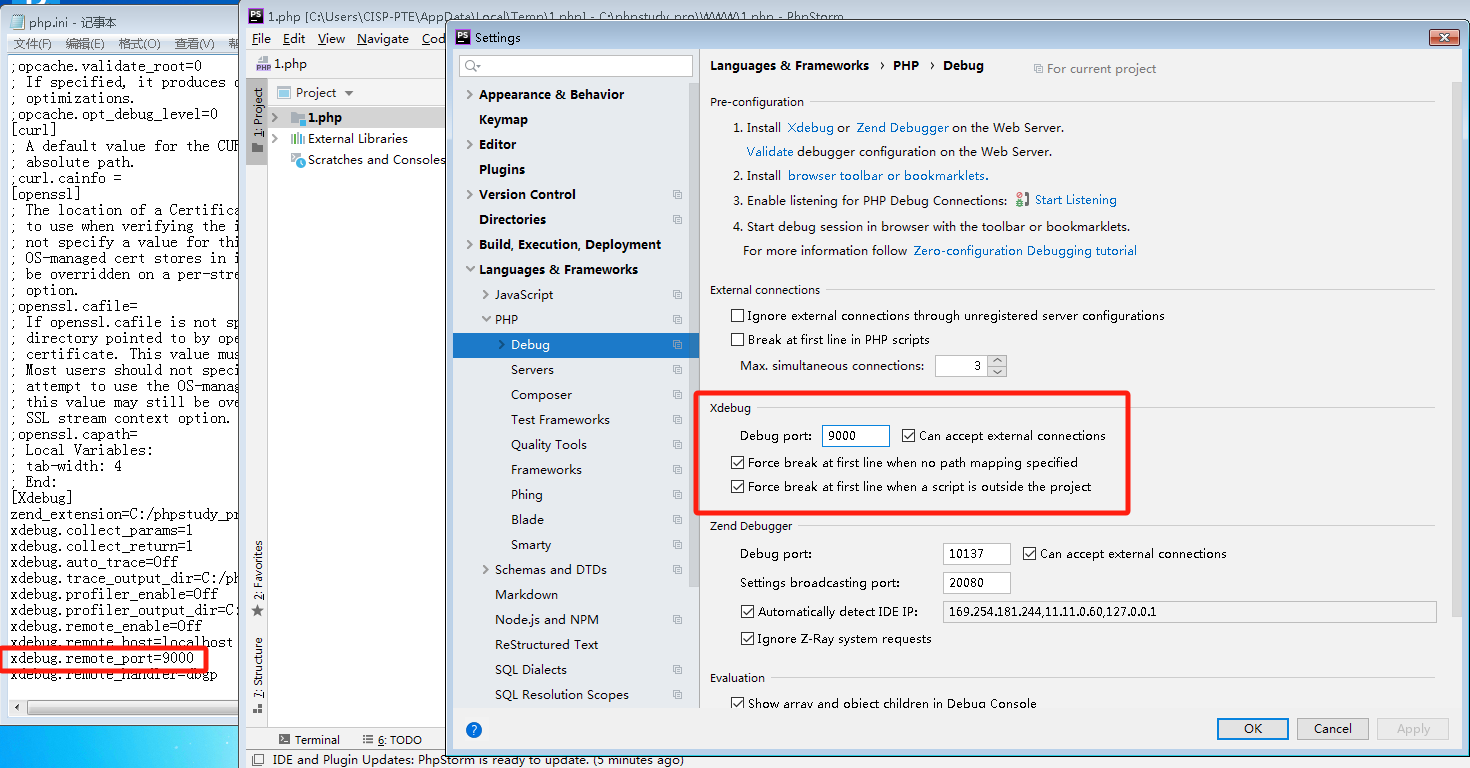 php.ini - 记事本
文件(F) 编辑(E) 格式(O) 查看(V) 帮
;opcache.validate_root=0
; If specified, it produces
; optimizations.
;opcache.opt_debug_level=0
[curl]
; A default value for the CUR
; absolute path.
;curl.cainfo =
[openssl]
; The location of a Certifica
; to use when verifying the
; not specify a value for thi
; OS-managed cert stores in
; be overridden on a per-stre
; option.
;openssl.cafile=
; If openssl.cafile is not sp
; directory pointed to by ope
; certificate. This value mus
; Most users should not speci
; attempt to use the OS-manag
; this value may still be ove
; SSL stream context option.
;openssl.capath=
; Local Variables:
; tab-width: 4
; End:
[Xdebug]
zend_extension=C:/phpstudy_pr
xdebug.collect_params=1
xdebug.collect_return=1
xdebug.auto_trace=Off
xdebug.trace_output_dir=C:/ph
xdebug.profiler_enable=Off
xdebug.profiler_output_dir=C:
xdebug.remote_enable=Off
xdebug.remote_host=localhost
xdebug.remote_port=9000
xdebug.remote_handler=dbgp
1.php [C:\Users\CISP-PTE\AppData\Local\Temp\1.php] - C:\phpstudy_pro\WWW\1.php - PhpStorm
File Edit View Navigate Cod
1.php
1: Project
2: Favorites
7: Structure
Project
1.php
External Libraries
Scratches and Consoles
Terminal 6: TODO
IDE and Plugin Updates: PhpStorm is ready to update. (5 minutes ago)
Settings
Appearance & Behavior
Keymap
Editor
Plugins
Version Control
Directories
Build, Execution, Deployment
Languages & Frameworks
JavaScript
PHP
Debug
Servers
Composer
Test Frameworks
Quality Tools
Frameworks
Phing
Blade
Smarty
Schemas and DTDs
Markdown
Node.js and NPM
ReStructured Text
SQL Dialects
SQL Resolution Scopes
?
Languages & Frameworks › PHP › Debug For current project
Pre-configuration
1. Install Xdebug or Zend Debugger on the Web Server.
Validate debugger configuration on the Web Server.
2. Install browser toolbar or bookmarklets.
3. Enable listening for PHP Debug Connections: Start Listening
4. Start debug session in browser with the toolbar or bookmarklets.
For more information follow Zero-configuration Debugging tutorial
External connections
Ignore external connections through unregistered server configurations
Break at first line in PHP scripts
Max. simultaneous connections: 3
Xdebug
Debug port: 9000 Can accept external connections
Force break at first line when no path mapping specified
Force break at first line when a script is outside the project
Zend Debugger
Debug port: 10137 Can accept external connections
Settings broadcasting port: 20080
Automatically detect IDE IP: 169.254.181.244,11.11.0.60,127.0.0.1
Ignore Z-Ray system requests
Evaluation
Show array and object children in Debug Console
OK Cancel Apply